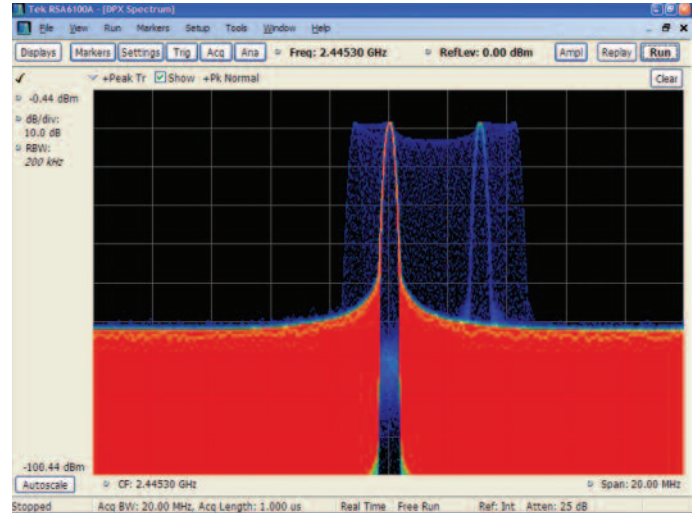 Tek RSA6100A - [DPX Spectrum]
File View Run Markers Setup Tools Window Help
Displays Markers Settings Trig Acq Ana Freq: 2.44530 GHz RefLev: 0.00 dBm Ampl Replay Run
+Peak Tr Show +Pk Normal Clear
-0.44 dBm
dB/div:
10.0 dB
RBW:
200 kHz
-100.44 dBm
Autoscale CF: 2.44530 GHz Span: 20.00 MHz
Stopped Acq BW: 20.00 MHz, Acq Length: 1.000 us Real Time Free Run Ref: Int Atten: 25 dB